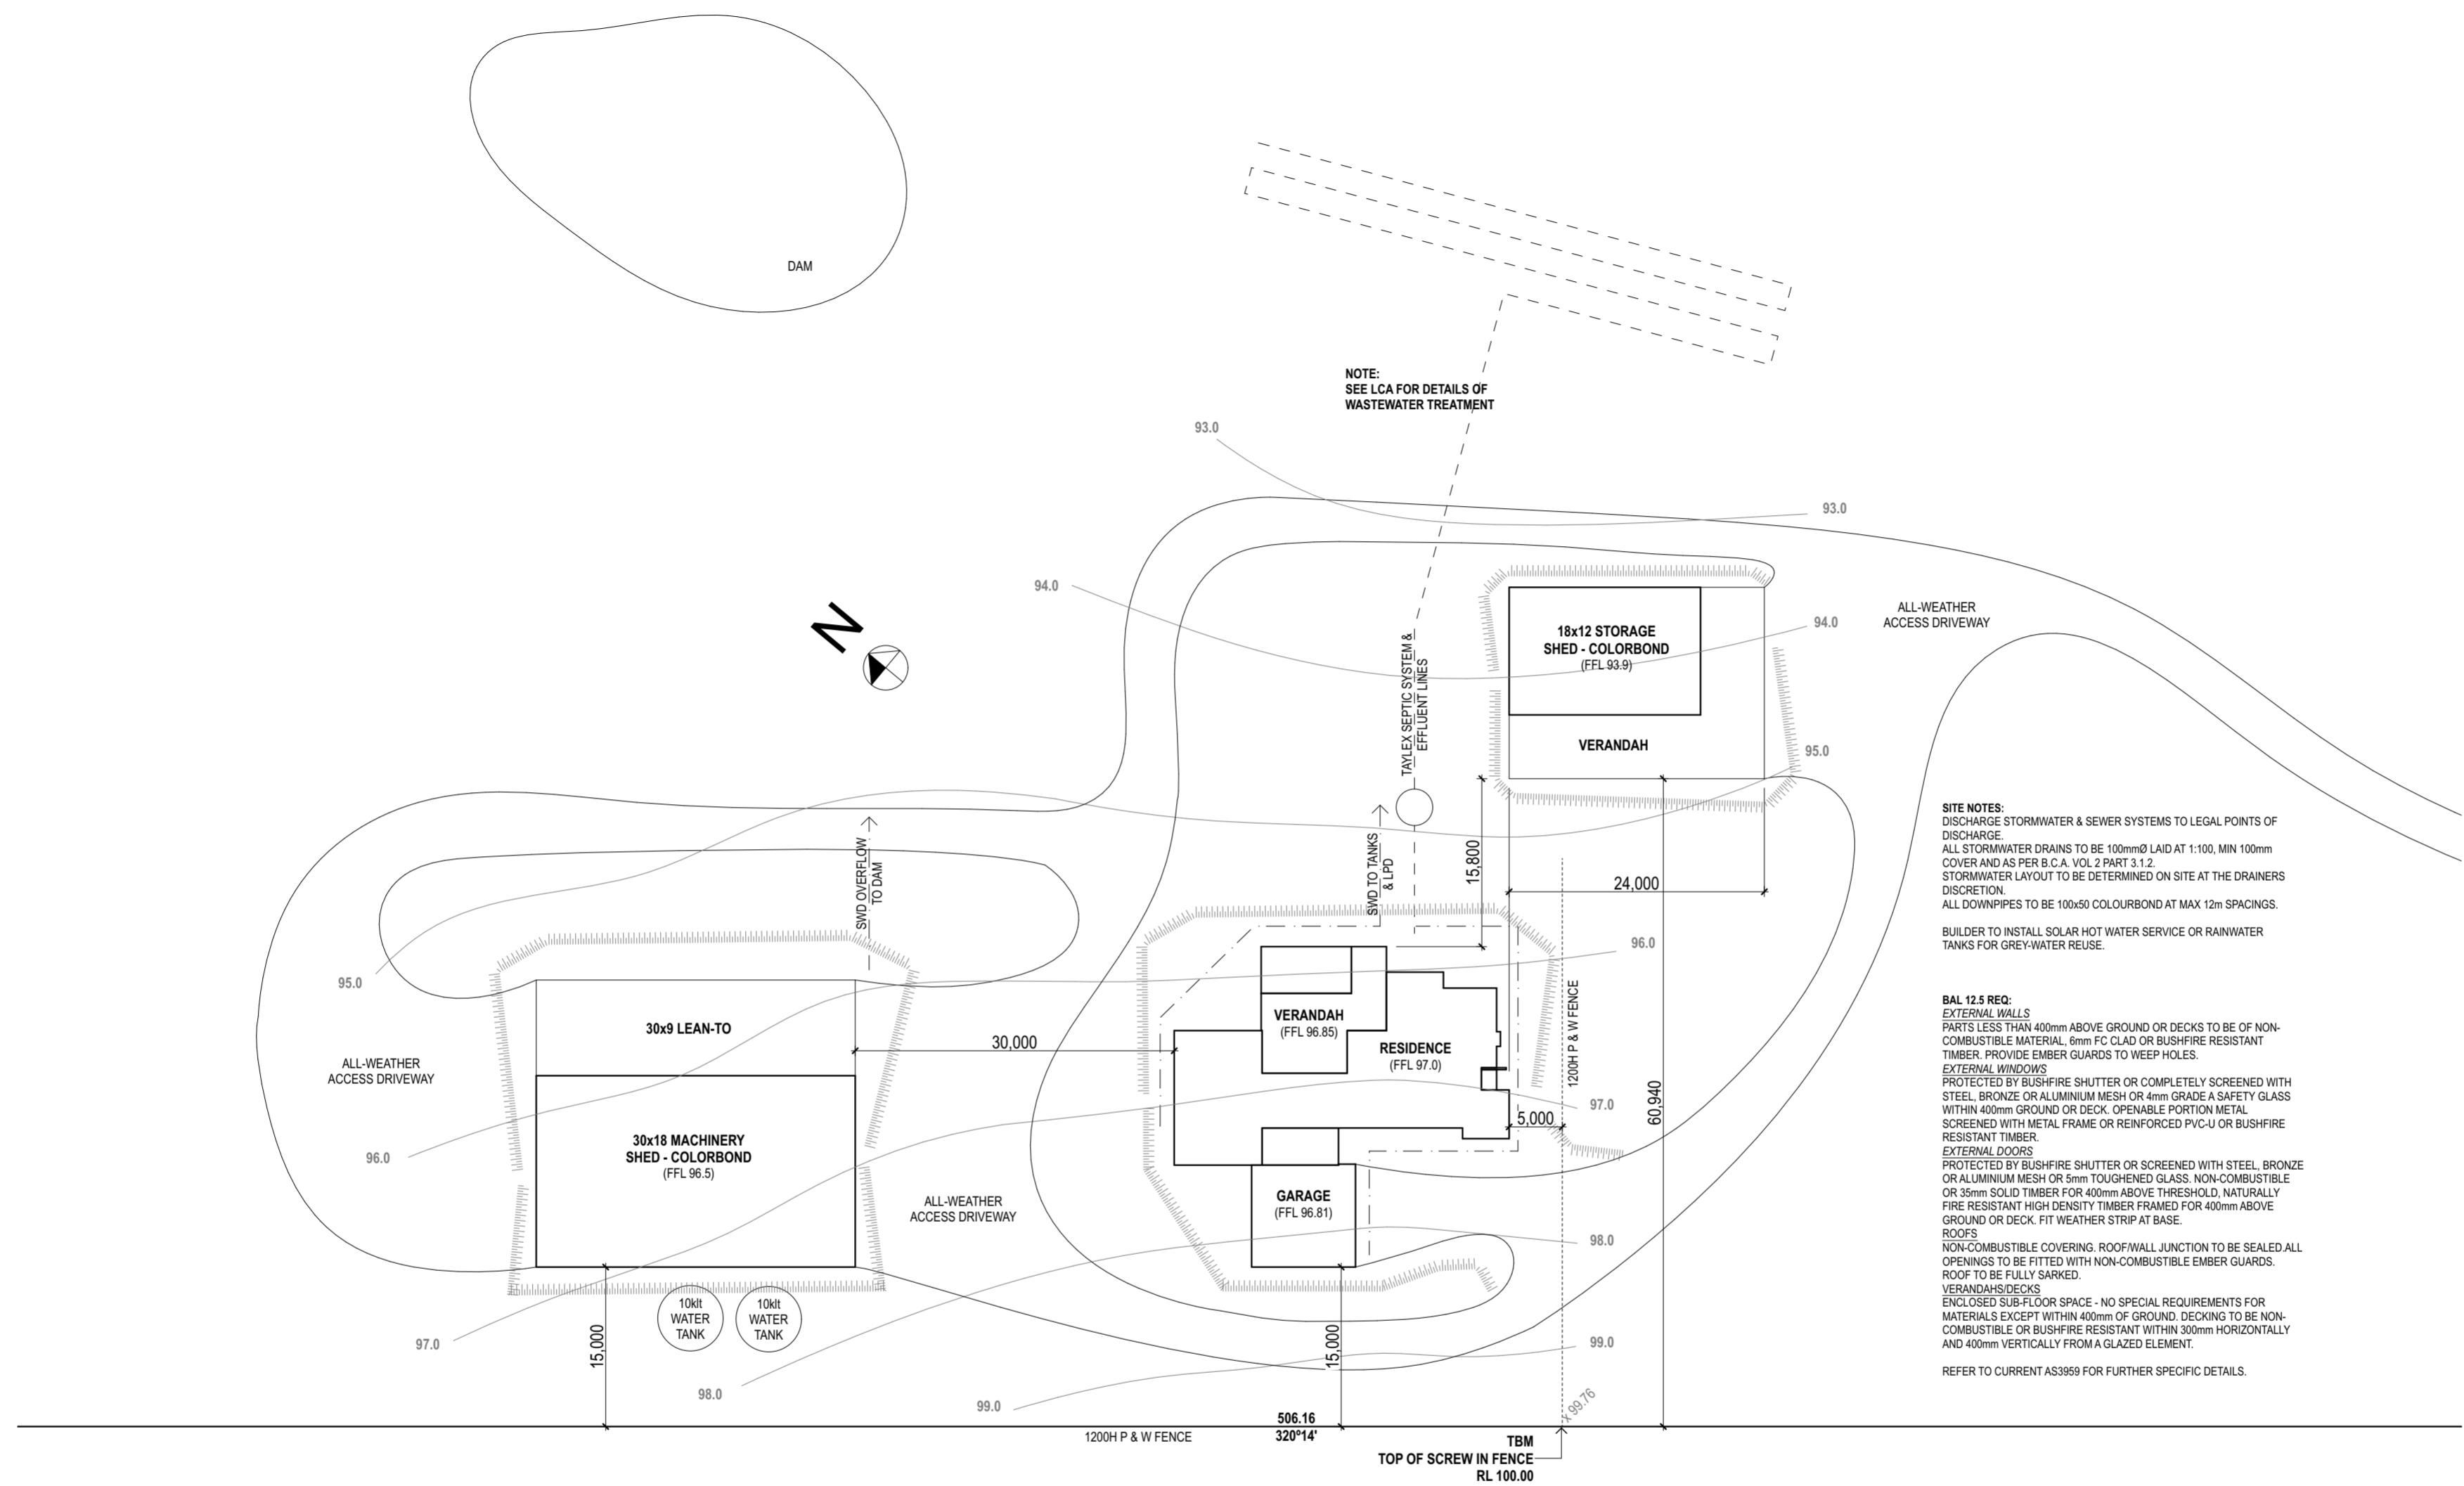 DAM
NOTE:
SEE LCA FOR DETAILS OF
WASTEWATER TREATMENT
93.0
93.0
94.0
N
18x12 STORAGE
SHED - COLORBOND
(FFL 93.9)
94.0
ALL-WEATHER
ACCESS DRIVEWAY
TAYLEX SEPTIC SYSTEM &
EFFLUENT LINES
VERANDAH
95.0
SWD OVERFLOW
TO DAM
SWD TO TANKS
& LPD
15,800
24,000
95.0
96.0
30x9 LEAN-TO
30,000
VERANDAH
(FFL 96.85)
RESIDENCE
(FFL 97.0)
1200H P & W FENCE
ALL-WEATHER
ACCESS DRIVEWAY
97.0
5,000
60,940
30x18 MACHINERY
SHED - COLORBOND
(FFL 96.5)
96.0
ALL-WEATHER
ACCESS DRIVEWAY
GARAGE
(FFL 96.81)
98.0
10klt
WATER
TANK
10klt
WATER
TANK
15,000
15,000
97.0
99.0
98.0
99.0
x 99.76
506.16
320º14'
1200H P & W FENCE
TBM
TOP OF SCREW IN FENCE
RL 100.00
SITE NOTES:
DISCHARGE STORMWATER & SEWER SYSTEMS TO LEGAL POINTS OF
DISCHARGE.
ALL STORMWATER DRAINS TO BE 100mmØ LAID AT 1:100, MIN 100mm
COVER AND AS PER B.C.A. VOL 2 PART 3.1.2.
STORMWATER LAYOUT TO BE DETERMINED ON SITE AT THE DRAINERS
DISCRETION.
ALL DOWNPIPES TO BE 100x50 COLOURBOND AT MAX 12m SPACINGS.
BUILDER TO INSTALL SOLAR HOT WATER SERVICE OR RAINWATER
TANKS FOR GREY-WATER REUSE.
BAL 12.5 REQ:
EXTERNAL WALLS
PARTS LESS THAN 400mm ABOVE GROUND OR DECKS TO BE OF NON-
COMBUSTIBLE MATERIAL, 6mm FC CLAD OR BUSHFIRE RESISTANT
TIMBER. PROVIDE EMBER GUARDS TO WEEP HOLES.
EXTERNAL WINDOWS
PROTECTED BY BUSHFIRE SHUTTER OR COMPLETELY SCREENED WITH
STEEL, BRONZE OR ALUMINIUM MESH OR 4mm GRADE A SAFETY GLASS
WITHIN 400mm GROUND OR DECK. OPENABLE PORTION METAL
SCREENED WITH METAL FRAME OR REINFORCED PVC-U OR BUSHFIRE
RESISTANT TIMBER.
EXTERNAL DOORS
PROTECTED BY BUSHFIRE SHUTTER OR SCREENED WITH STEEL, BRONZE
OR ALUMINIUM MESH OR 5mm TOUGHENED GLASS. NON-COMBUSTIBLE
OR 35mm SOLID TIMBER FOR 400mm ABOVE THRESHOLD, NATURALLY
FIRE RESISTANT HIGH DENSITY TIMBER FRAMED FOR 400mm ABOVE
GROUND OR DECK. FIT WEATHER STRIP AT BASE.
ROOFS
NON-COMBUSTIBLE COVERING. ROOF/WALL JUNCTION TO BE SEALED.ALL
OPENINGS TO BE FITTED WITH NON-COMBUSTIBLE EMBER GUARDS.
ROOF TO BE FULLY SARKED.
VERANDAHS/DECKS
ENCLOSED SUB-FLOOR SPACE - NO SPECIAL REQUIREMENTS FOR
MATERIALS EXCEPT WITHIN 400mm OF GROUND. DECKING TO BE NON-
COMBUSTIBLE OR BUSHFIRE RESISTANT WITHIN 300mm HORIZONTALLY
AND 400mm VERTICALLY FROM A GLAZED ELEMENT.
REFER TO CURRENT AS3959 FOR FURTHER SPECIFIC DETAILS.